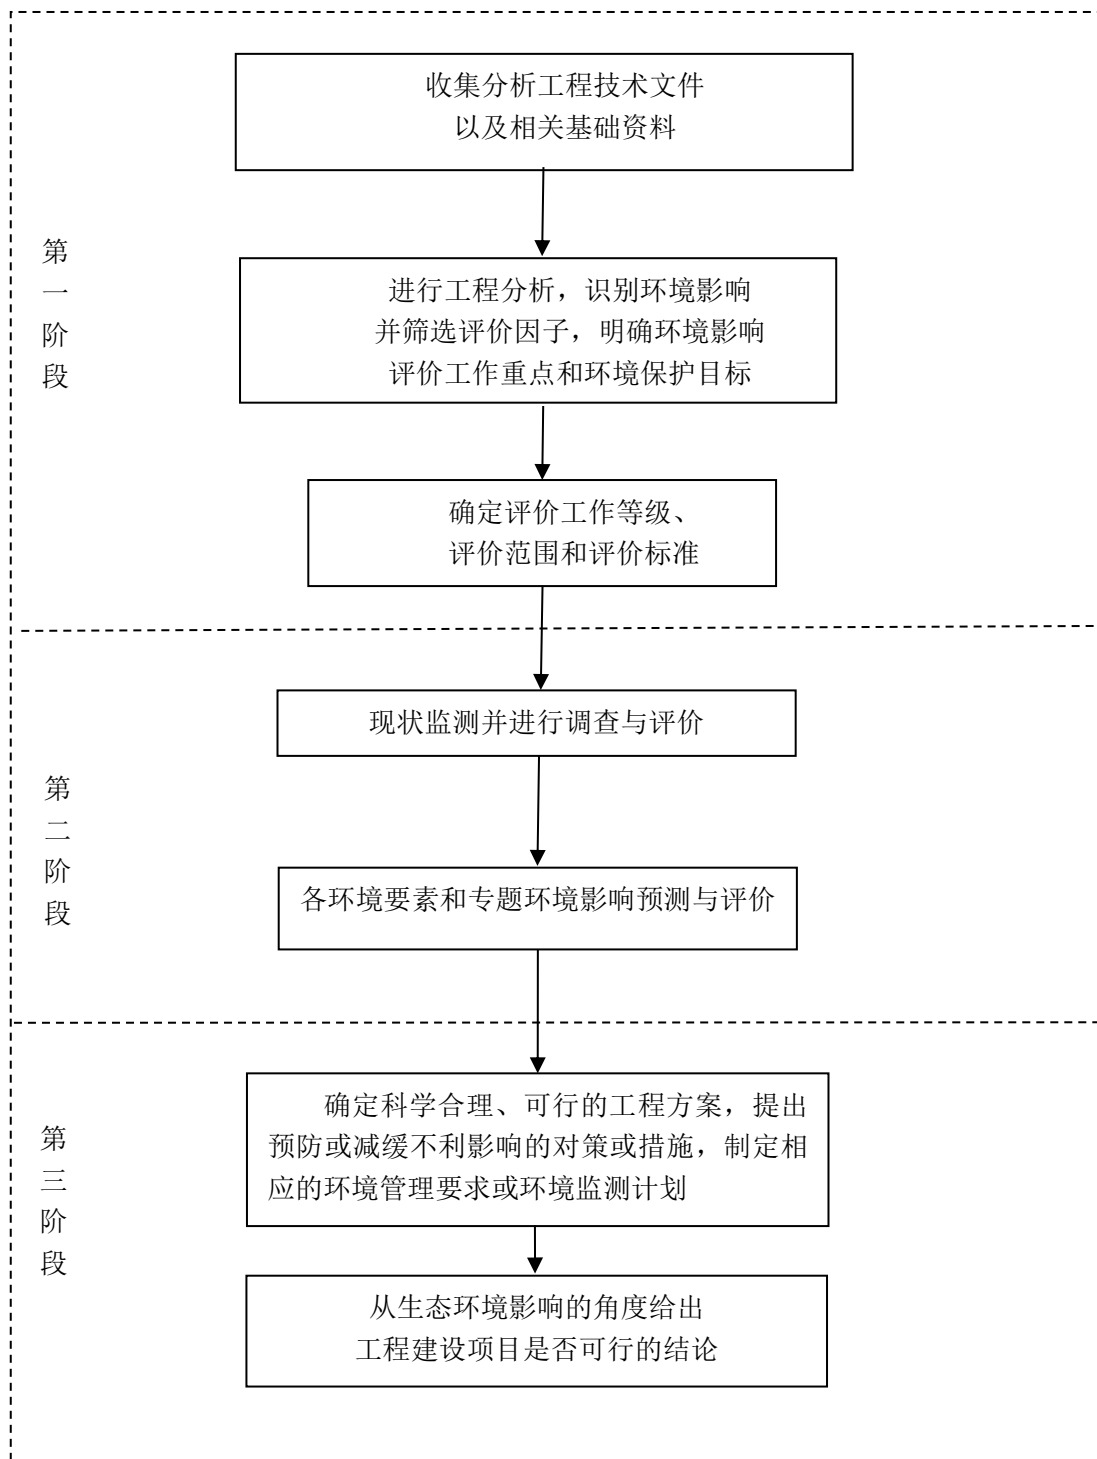 收集分析工程技术文件
以及相关基础资料
第
一
阶
段
进行工程分析，识别环境影响
并筛选评价因子，明确环境影响
评价工作重点和环境保护目标
确定评价工作等级、
评价范围和评价标准
现状监测并进行调查与评价
第
二
阶
段
各环境要素和专题环境影响预测与评价
确定科学合理、可行的工程方案，提出
预防或减缓不利影响的对策或措施，制定相
应的环境管理要求或环境监测计划
第
三
阶
段
从生态环境影响的角度给出
工程建设项目是否可行的结论